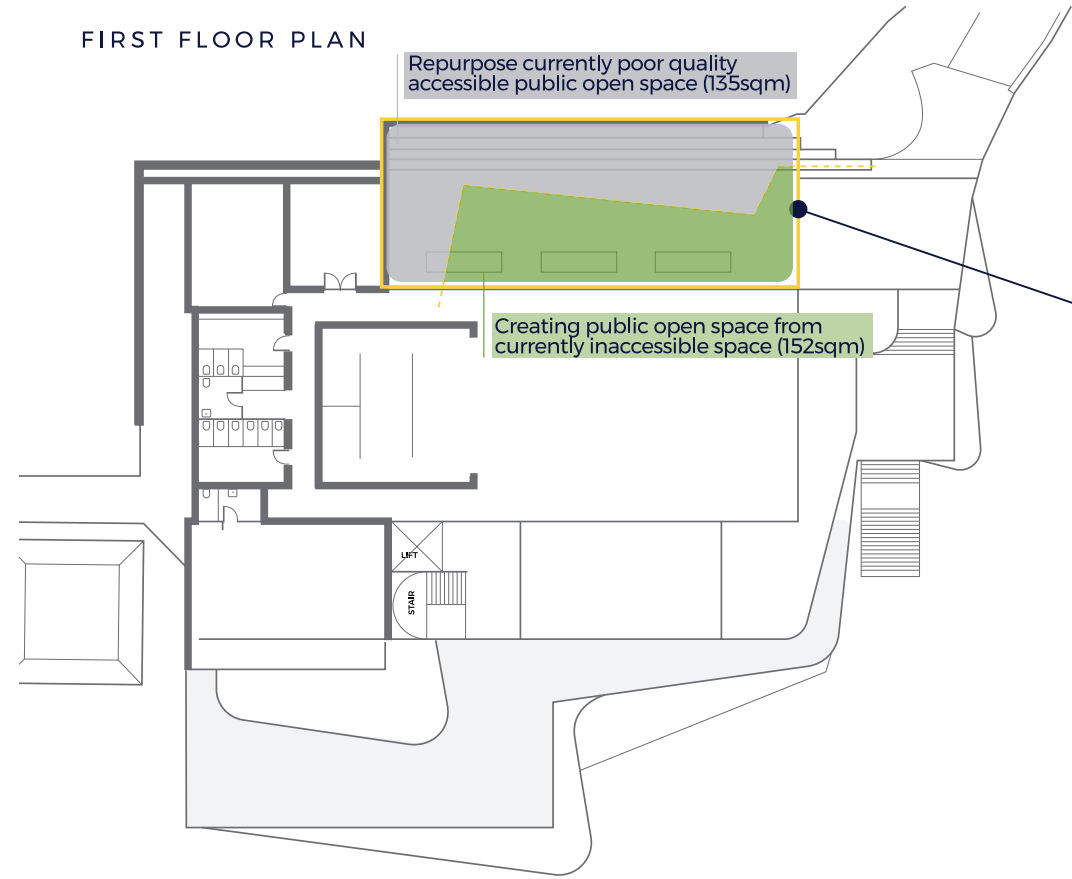 FIRST FLOOR PLAN
Repurpose currently poor quality
accessible public open space (135sqm)
Creating public open space from
currently inaccessible space (152sqm)
LIFT
STAIR